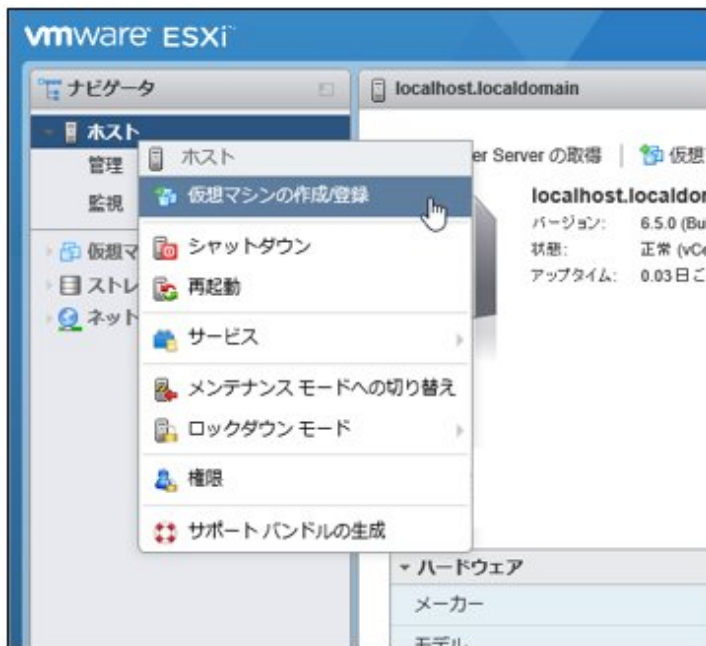 vmware ESXi
ナビゲータ
localhost.localdomain
ホスト
管理
監視
仮想マ
ストレ
ネット
ホスト
仮想マシンの作成/登録
シャットダウン
再起動
サービス
メンテナンス モードへの切り替え
ロックダウン モード
権限
サポート バンドルの生成
er Server の取得
仮想
localhost.localdo
バージョン: 6.5.0 (Bu
状態: 正常 (vCe
アップタイム: 0.03 日
ハードウェア
メーカー
モデル